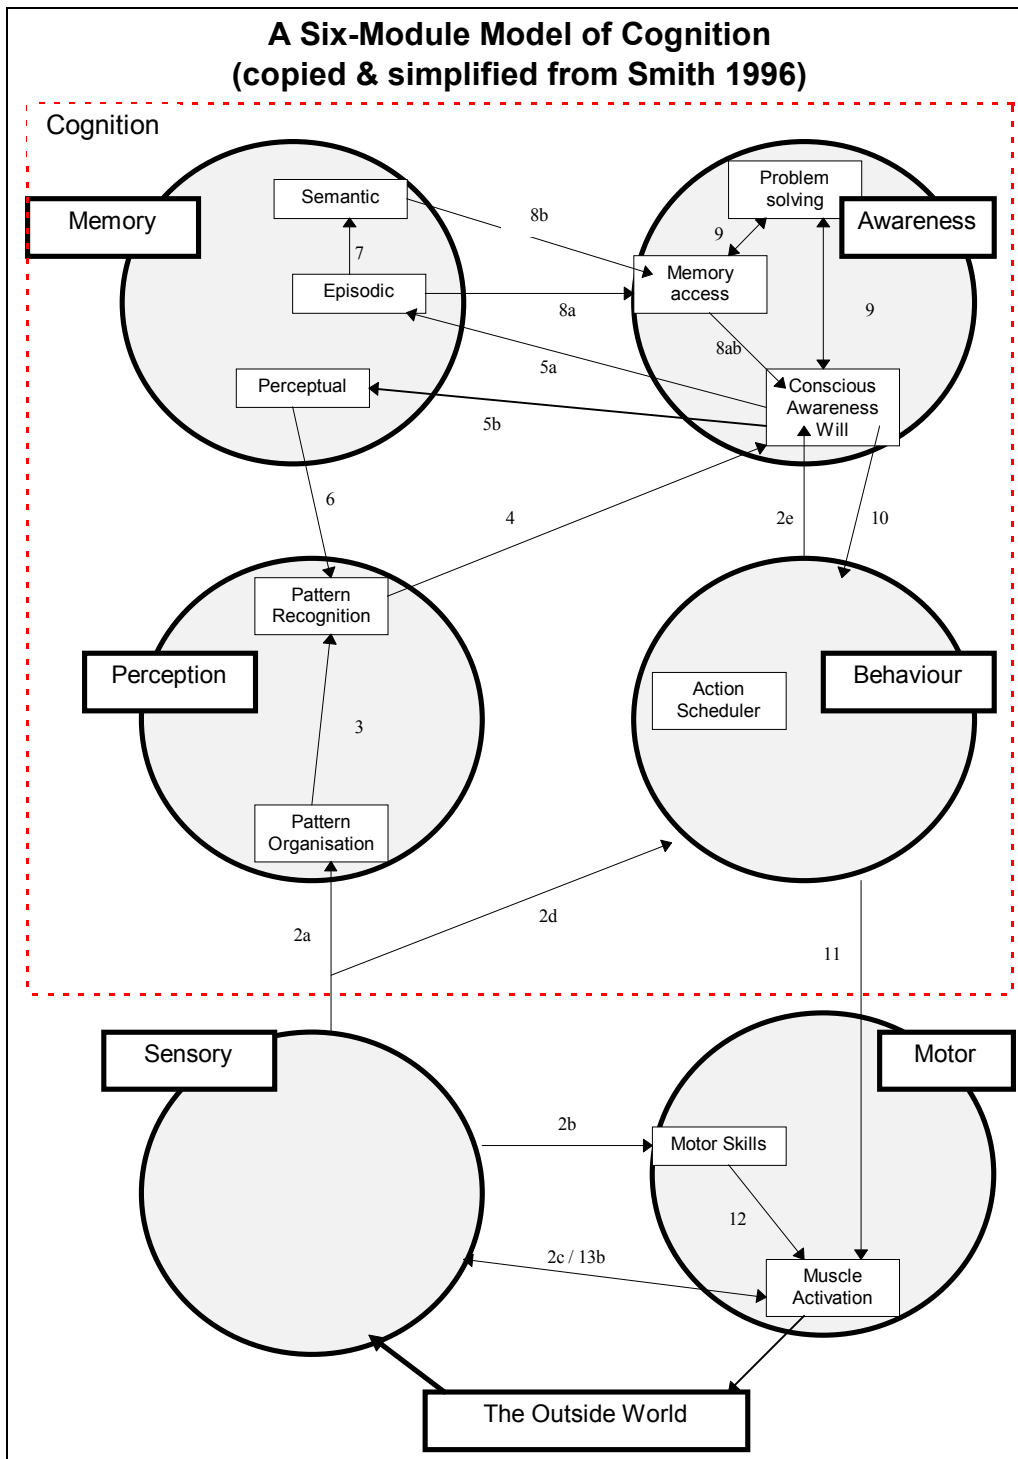 A Six-Module Model of Cognition
(copied & simplified from Smith 1996)
Cognition
Memory
Semantic
7
Episodic
Perceptual
8b
8a
5a
5b
Awareness
Problem
solving
9
Memory
access
9
8ab
Conscious
Awareness
Will
6
4
2e
10
Perception
Pattern
Recognition
3
Pattern
Organisation
Behaviour
Action
Scheduler
2a
2d
11
Sensory
Motor
2b
Motor Skills
12
2c / 13b
Muscle
Activation
The Outside World